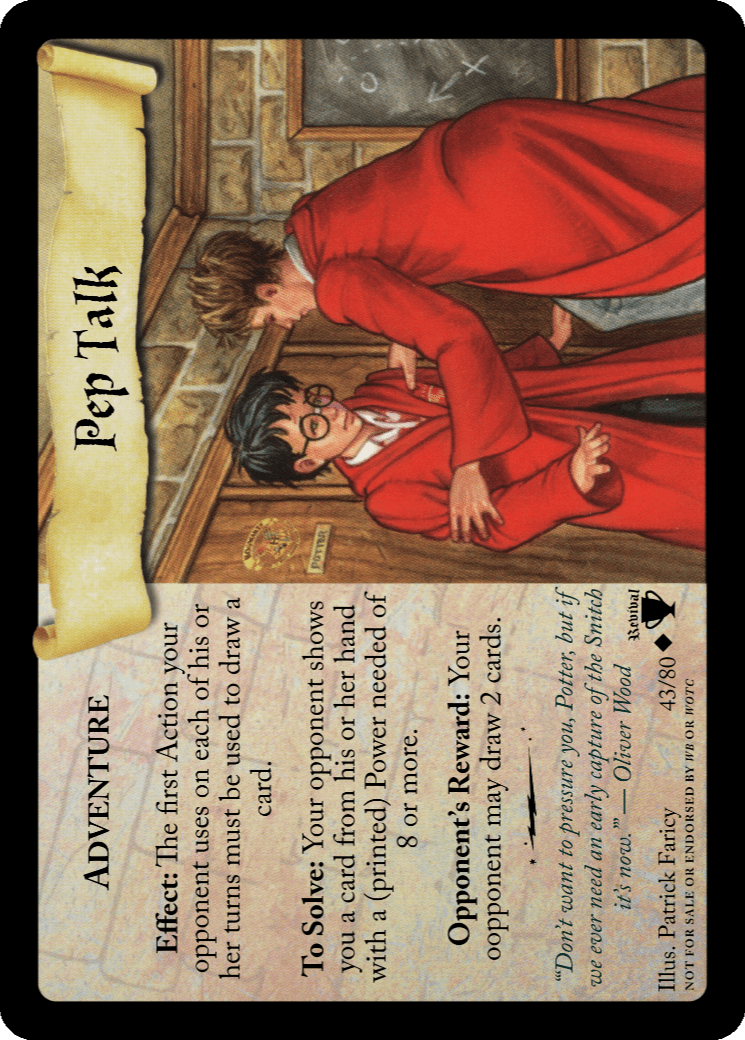 Pep Talk
POTTER
ADVENTURE
Effect: The first Action your
opponent uses on each of his or
her turns must be used to draw a
card.
To Solve: Your opponent shows
you a card from his or her hand
with a (printed) Power needed of
8 or more.
Opponent's Reward: Your
oopponent may draw 2 cards.
“‘Don't want to pressure you, Potter, but if
we ever need an early capture of the Snitch
it's now.’” — Oliver Wood
Revival
Illus. Patrick Faricy 43/80
NOT FOR SALE OR ENDORSED BY WB OR WOTC